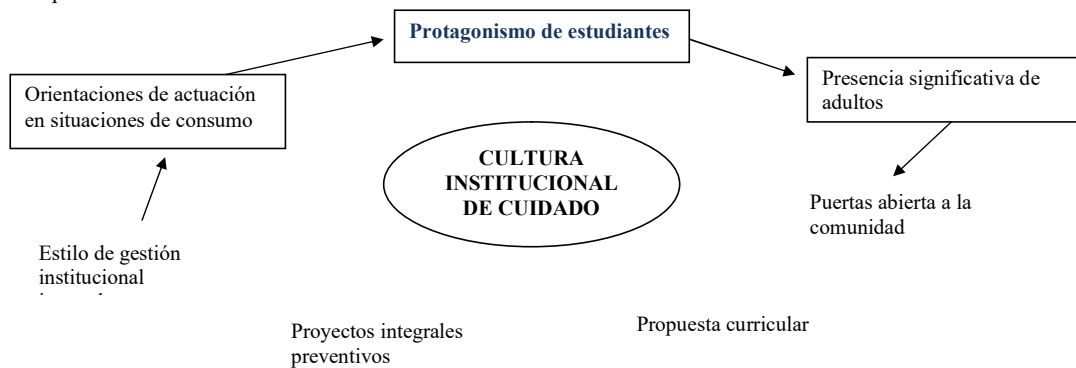 Protagonismo de estudiantes
Orientaciones de actuación
en situaciones de consumo
Presencia significativa de
adultos
CULTURA
INSTITUCIONAL
DE CUIDADO
Puertas abierta a la
comunidad
Estilo de gestión
institucional
Proyectos integrales
preventivos
Propuesta curricular